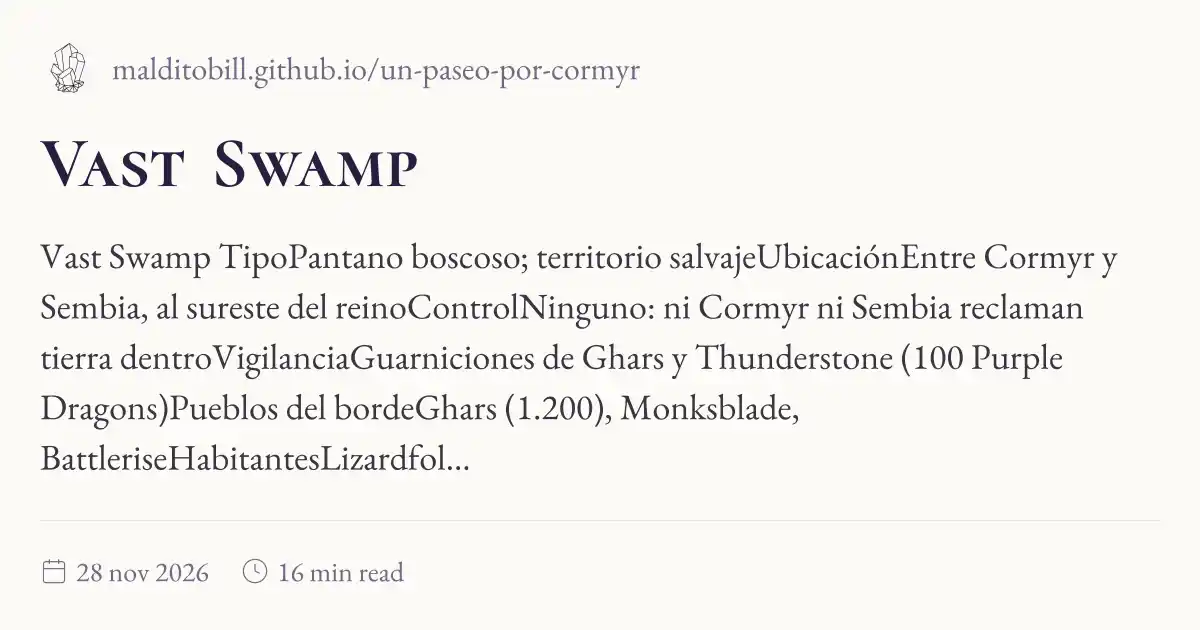 malditobill.github.io/un-paseo-por-cormyr
Vast Swamp
Vast Swamp TipoPantano boscoso; territorio salvajeUbicaciónEntre Cormyr y
Sembia, al sureste del reinoControlNinguno: ni Cormyr ni Sembia reclaman
tierra dentroVigilanciaGuarniciones de Ghars y Thunderstone (100 Purple
Dragons)Pueblos del bordeGhars (1.200), Monksblade,
BattleriseHabitantesLizardfol...
28 nov 2026 16 min read